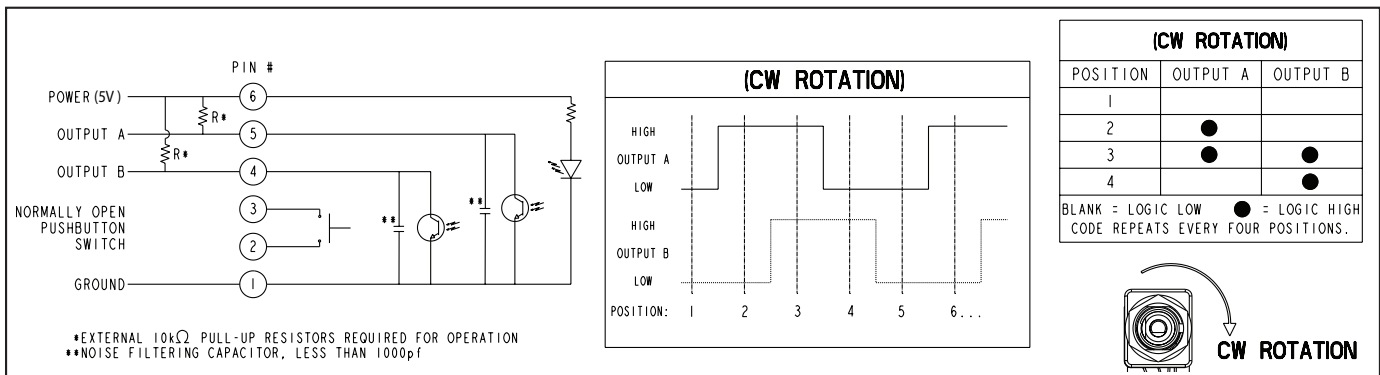 PIN #
POWER (5V)
6
R*
OUTPUT A
5
R*
OUTPUT B
4
**
**
NORMALLY OPEN
PUSHBUTTON
SWITCH
3
2
GROUND
1
*EXTERNAL 10kΩ PULL-UP RESISTORS REQUIRED FOR OPERATION
**NOISE FILTERING CAPACITOR, LESS THAN 1000pf
(CW ROTATION)
HIGH
OUTPUT A
LOW
HIGH
OUTPUT B
LOW
POSITION: 1 2 3 4 5 6...
(CW ROTATION)
POSITION OUTPUT A OUTPUT B
1
2
3
4
BLANK = LOGIC LOW ● = LOGIC HIGH
CODE REPEATS EVERY FOUR POSITIONS.
CW ROTATION